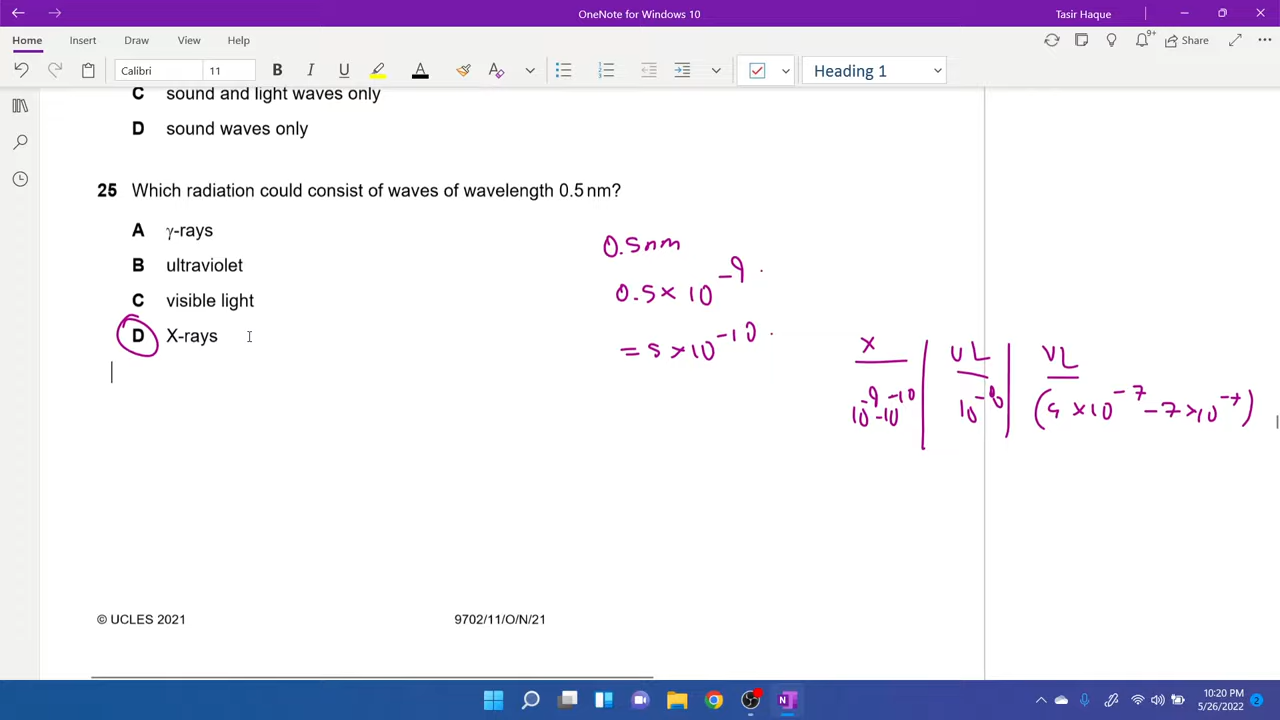 OneNote for Windows 10
Tasir Haque
Home Insert Draw View Help
9+
Share
Calibri 11 B I U A Heading 1
C sound and light waves only
D sound waves only
25 Which radiation could consist of waves of wavelength 0.5 nm?
A γ-rays
B ultraviolet
C visible light
D X-rays
0.5nm
0.5 × 10⁻⁹
= 5 × 10⁻¹⁰
X | UL | VL
10⁻⁹-10⁻¹⁰ | 10⁻⁸ | (4 × 10⁻⁷ – 7 × 10⁻⁷)
© UCLES 2021 9702/11/O/N/21
10:20 PM
5/26/2022
2